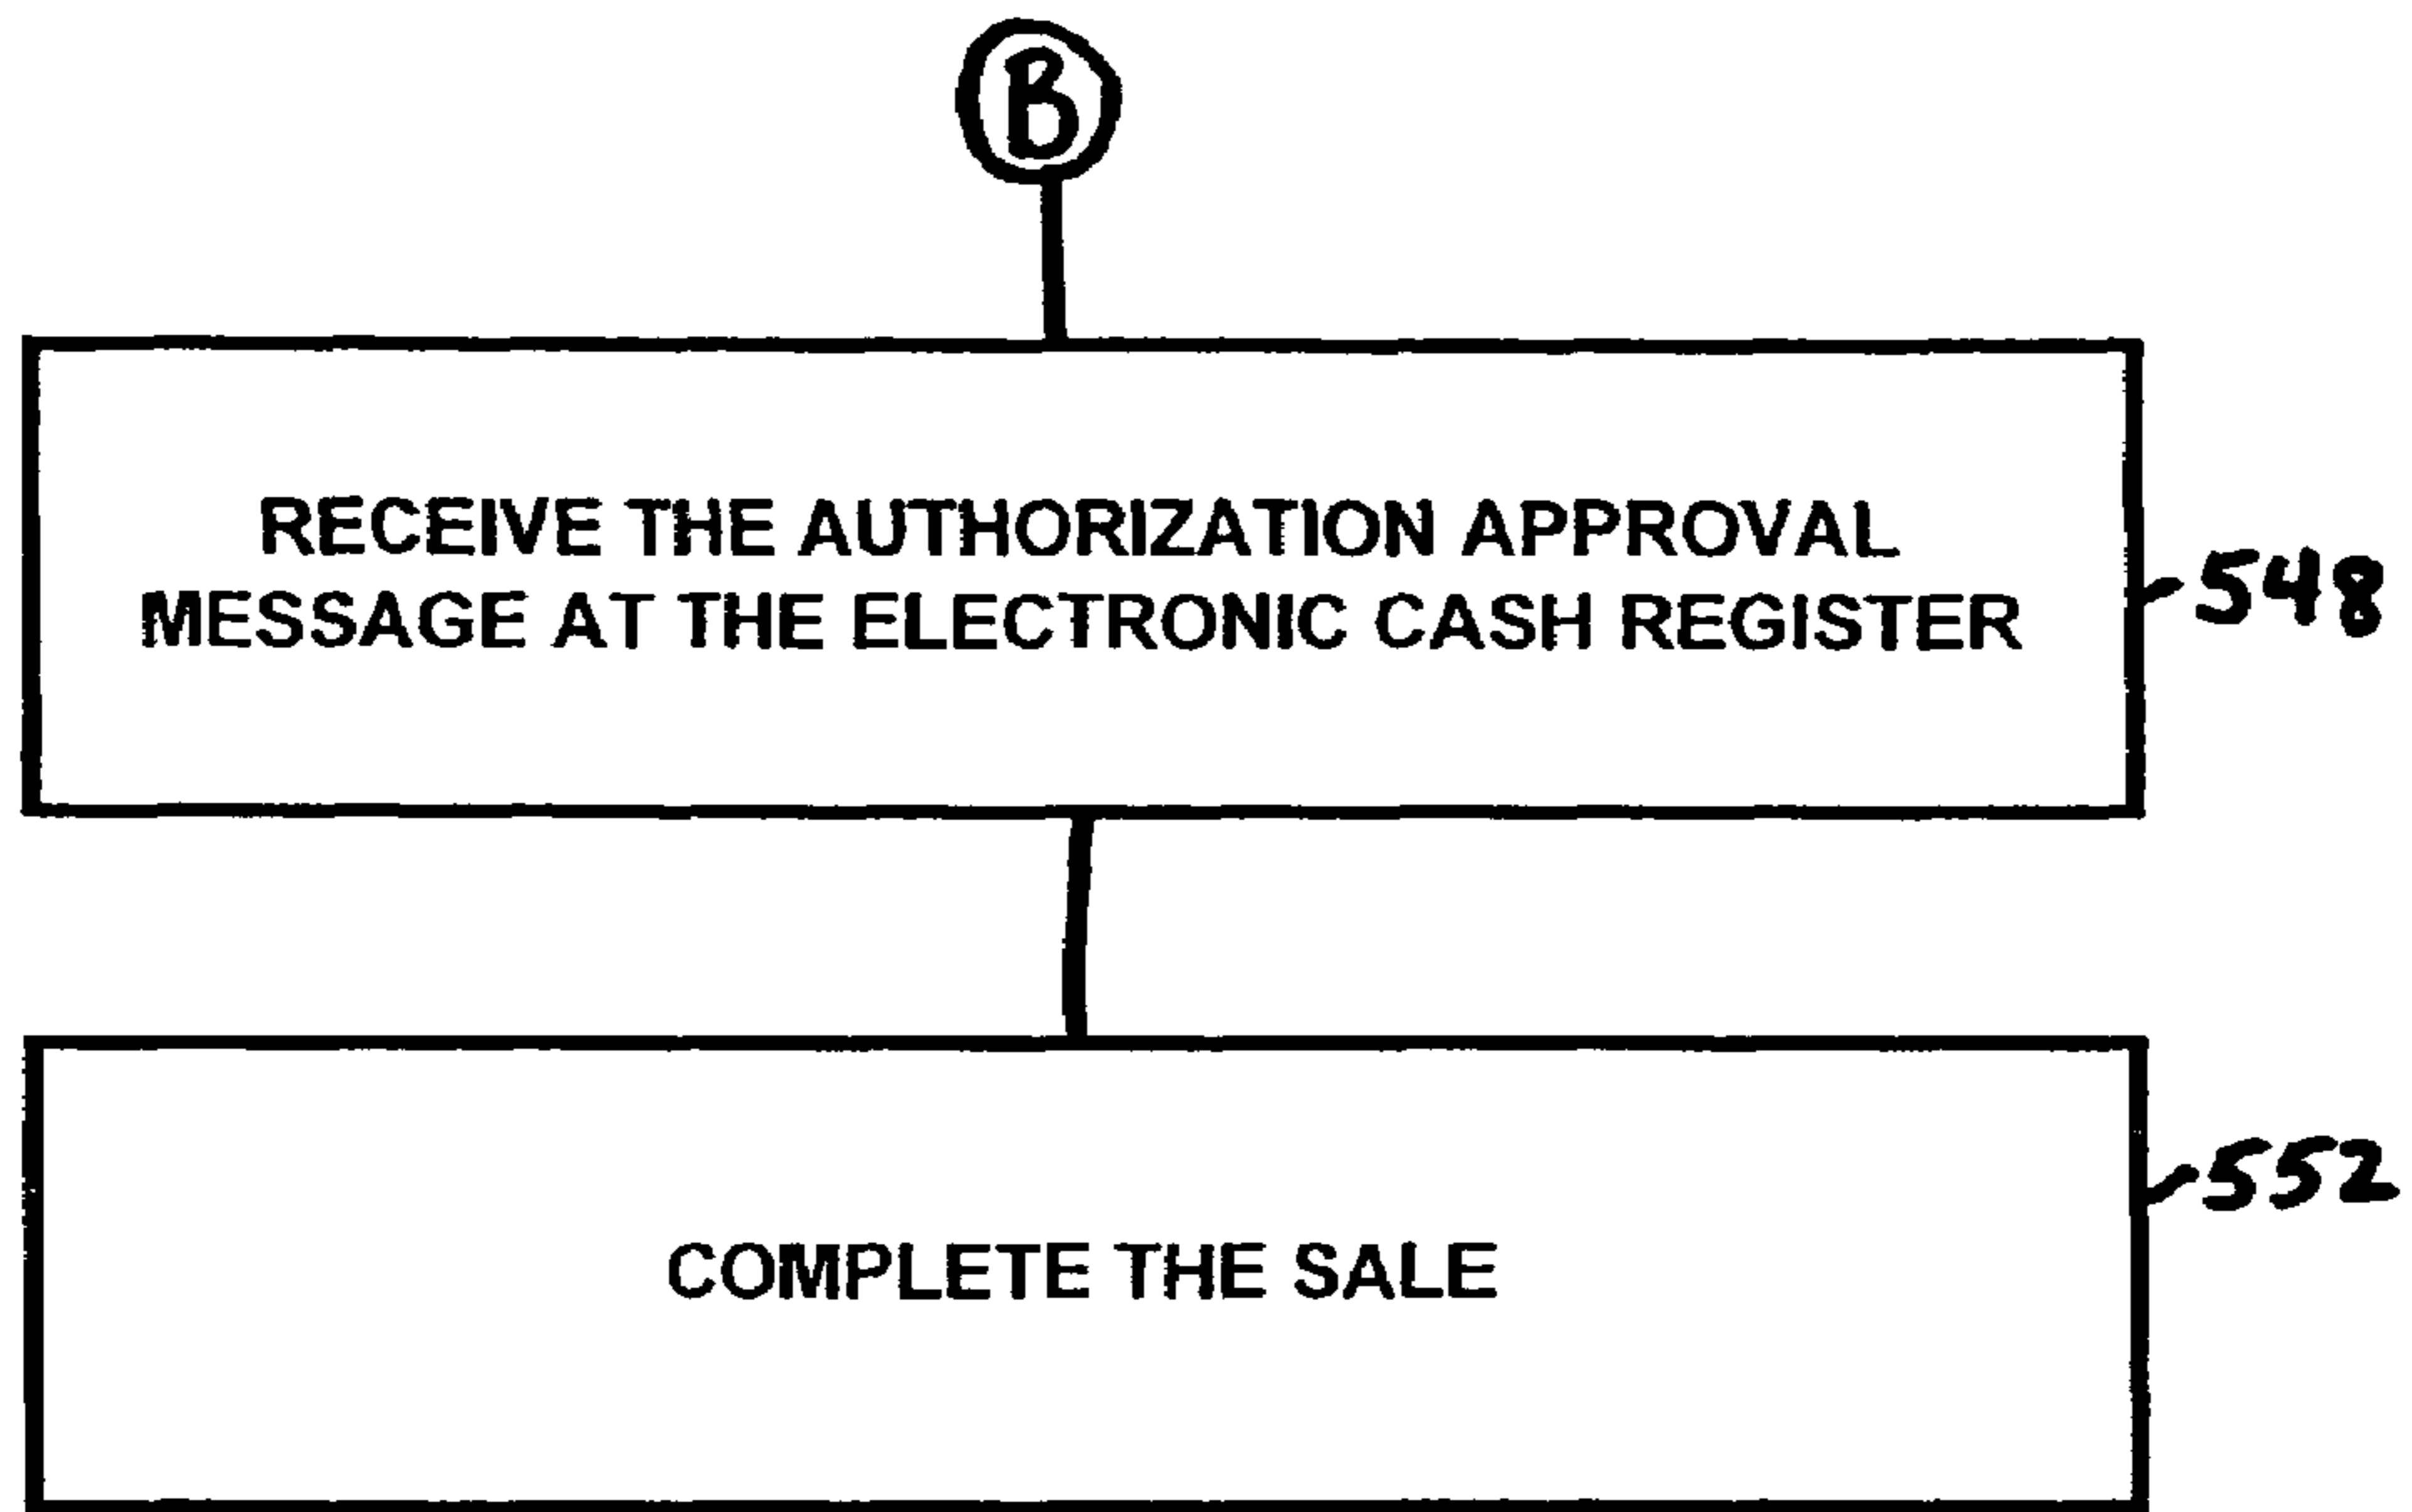 B
RECEIVE THE AUTHORIZATION APPROVAL
MESSAGE AT THE ELECTRONIC CASH REGISTER
548
552
COMPLETE THE SALE